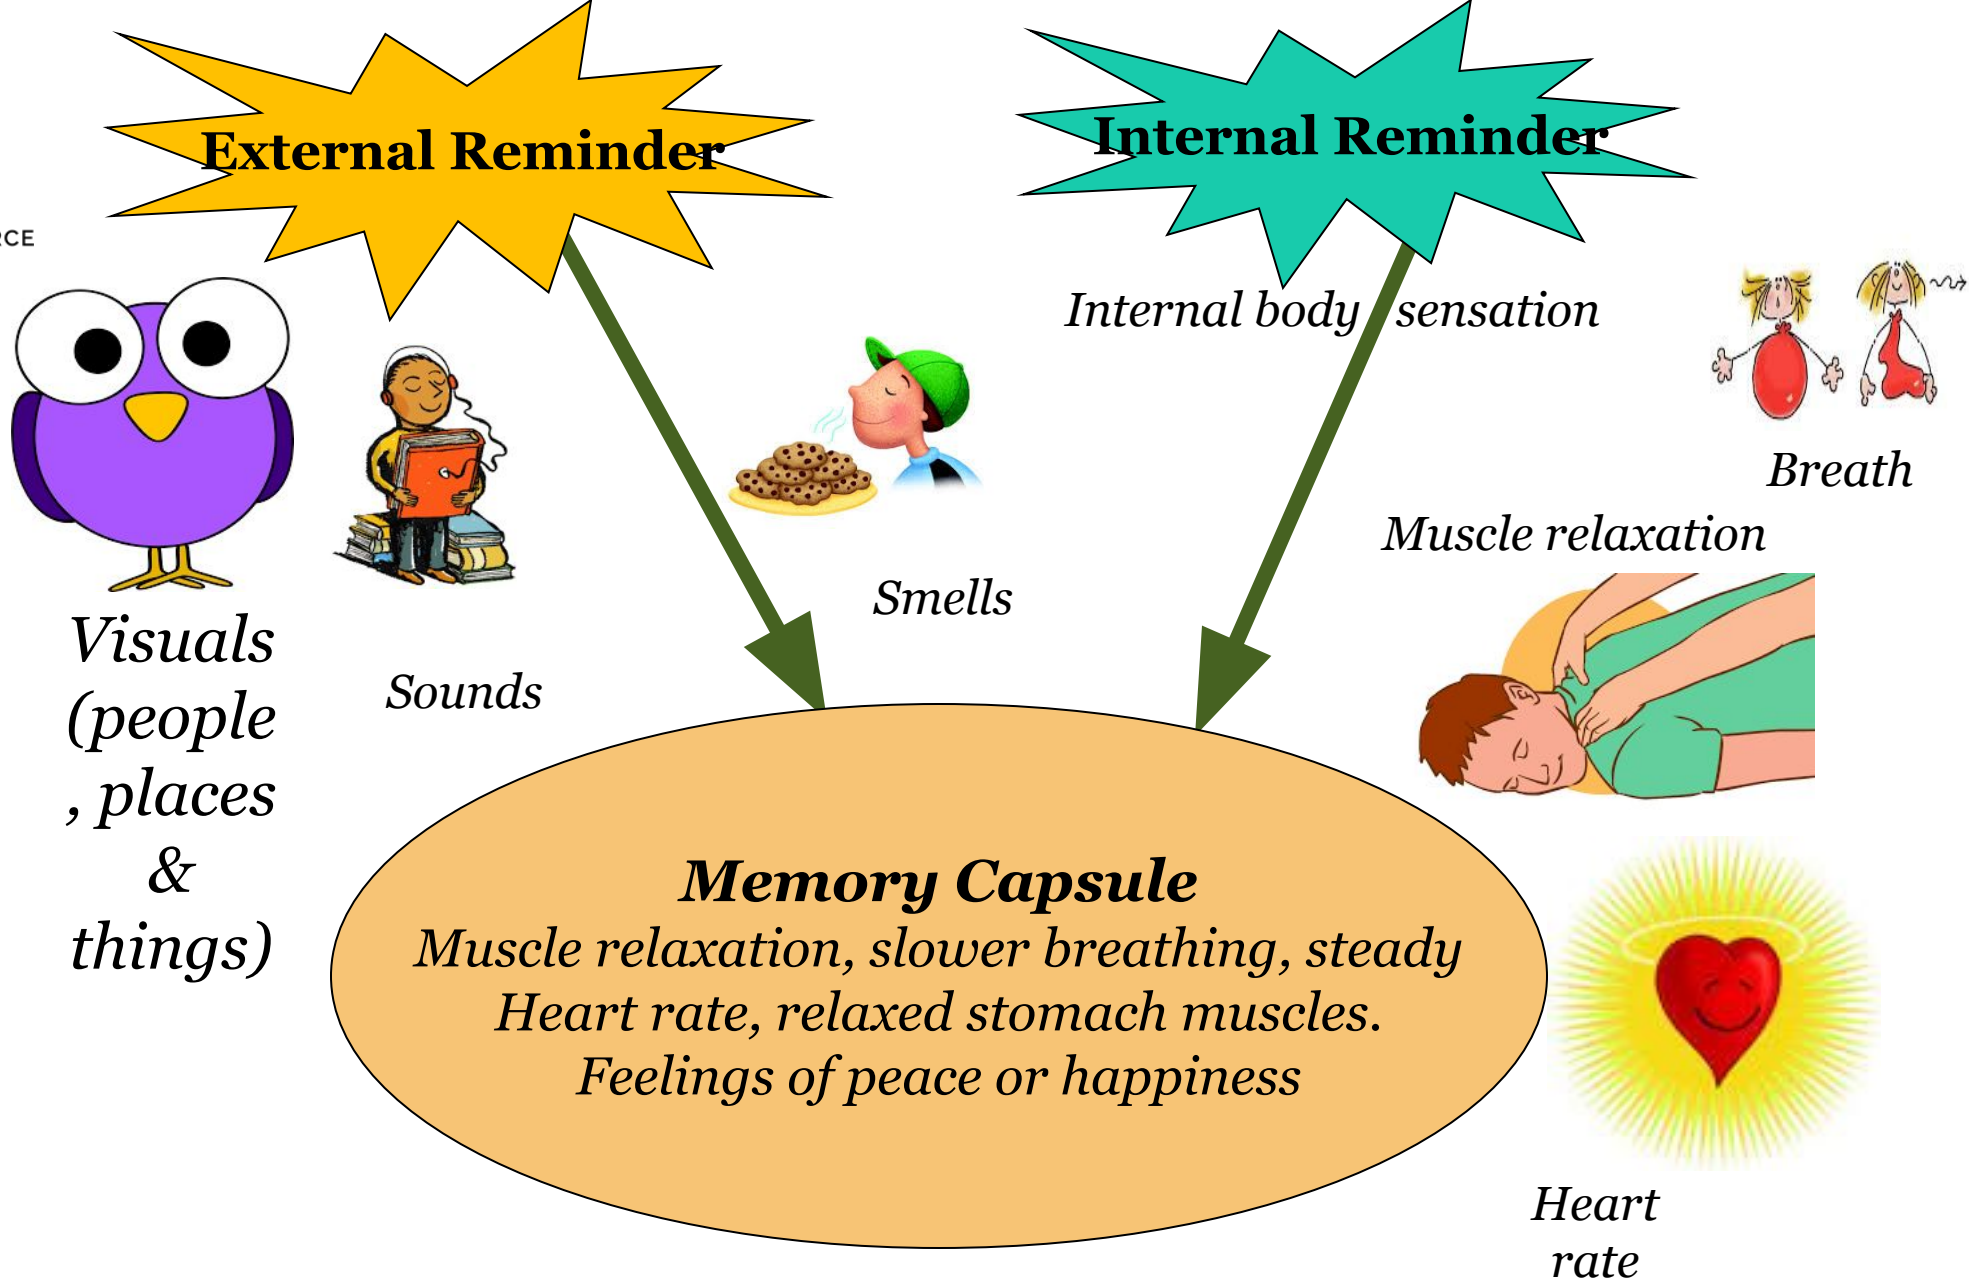 External Reminder
Internal Reminder
RCE
Internal body sensation
Breath
Muscle relaxation
Smells
Visuals
(people
, places
&
things)
Sounds
Memory Capsule
Muscle relaxation, slower breathing, steady
Heart rate, relaxed stomach muscles.
Feelings of peace or happiness
Heart
rate